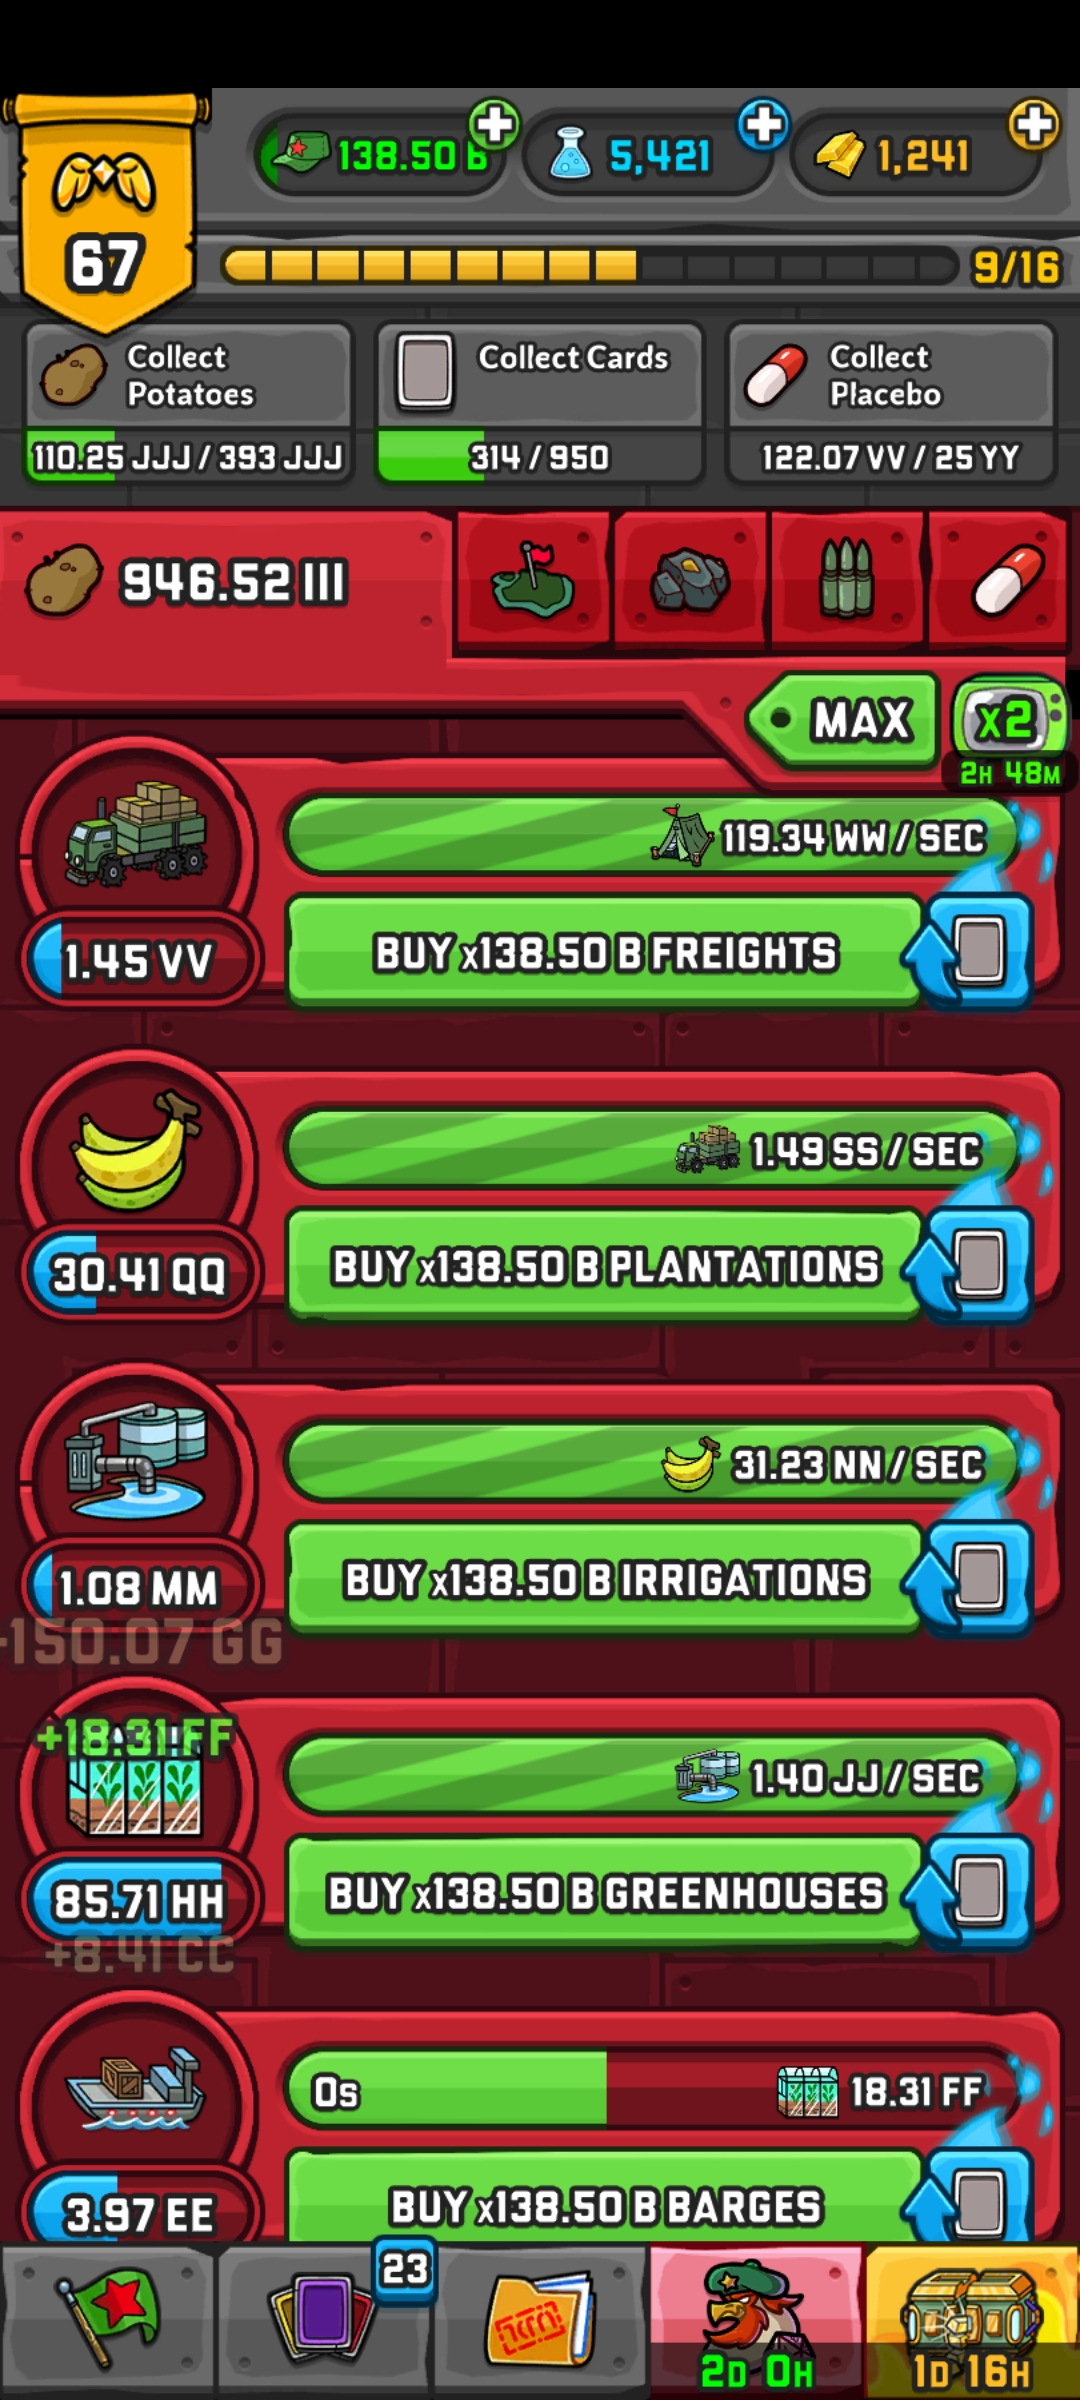 138.50 B
5,421
1,241
67
9/16
Collect
Potatoes
110.25 JJJ / 393 JJJ
Collect Cards
314 / 950
Collect
Placebo
122.07 VV / 25 YY
946.52 III
MAX
x2
2H 48M
119.34 WW / SEC
1.45 VV
BUY x138.50 B FREIGHTS
1.49 SS / SEC
30.41 QQ
BUY x138.50 B PLANTATIONS
31.23 NN / SEC
1.08 MM
BUY x138.50 B IRRIGATIONS
-150.07 GG
+18.31 FF
1.40 JJ / SEC
85.71 HH
BUY x138.50 B GREENHOUSES
+8.41 CC
0s
18.31 FF
3.97 EE
BUY x138.50 B BARGES
23
2D 0H
1D 16H